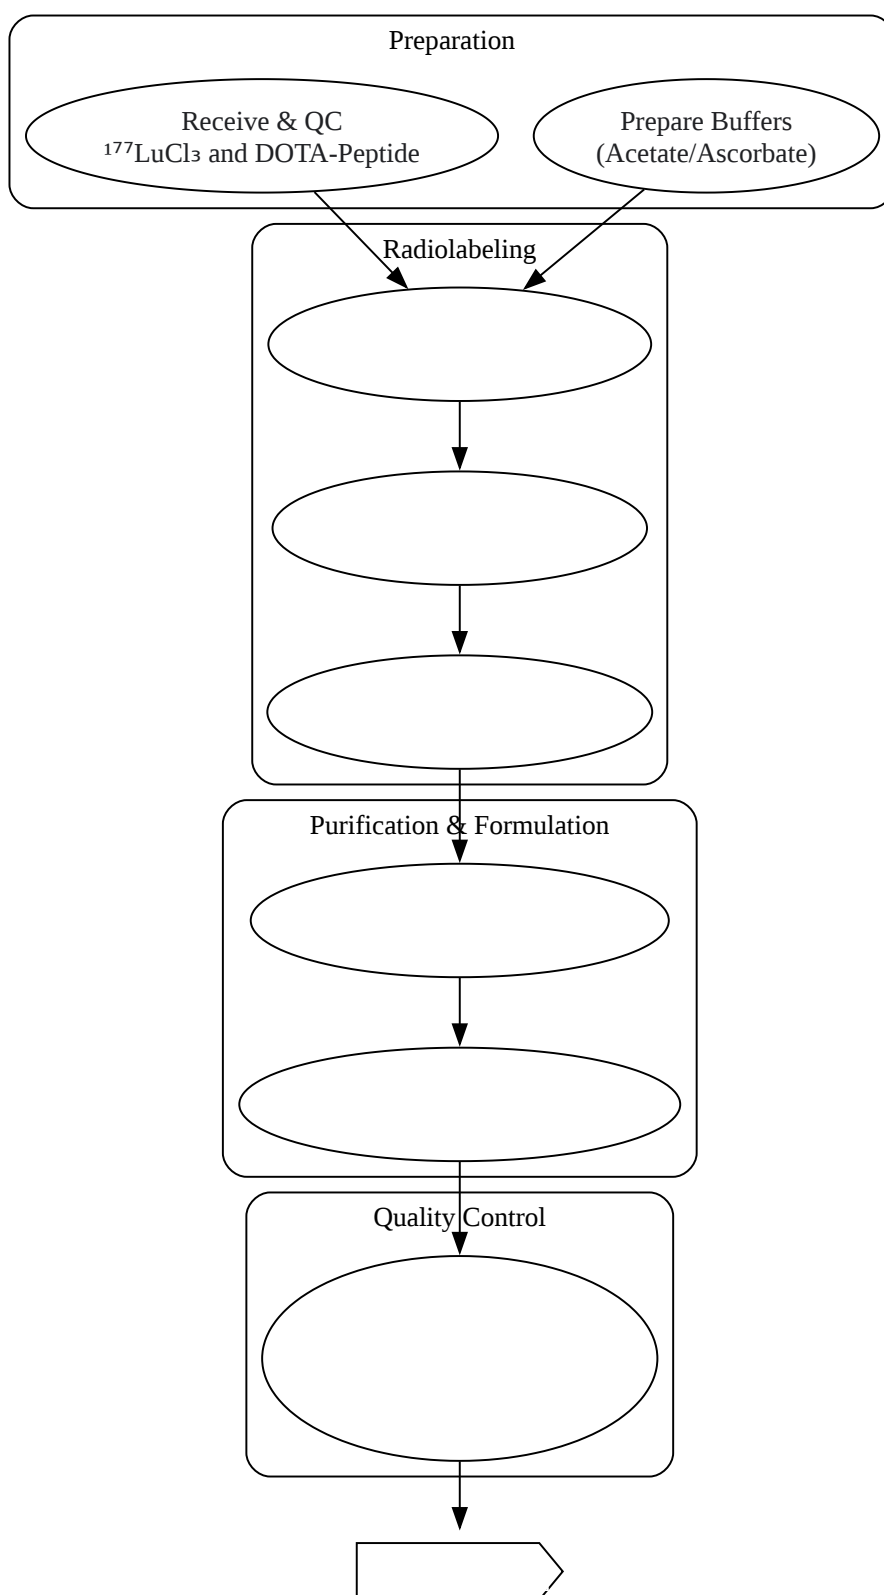 Preparation
Receive & QC
¹⁷⁷LuCl₃ and DOTA-Peptide
Prepare Buffers
(Acetate/Ascorbate)
Radiolabeling
Purification & Formulation
Quality Control